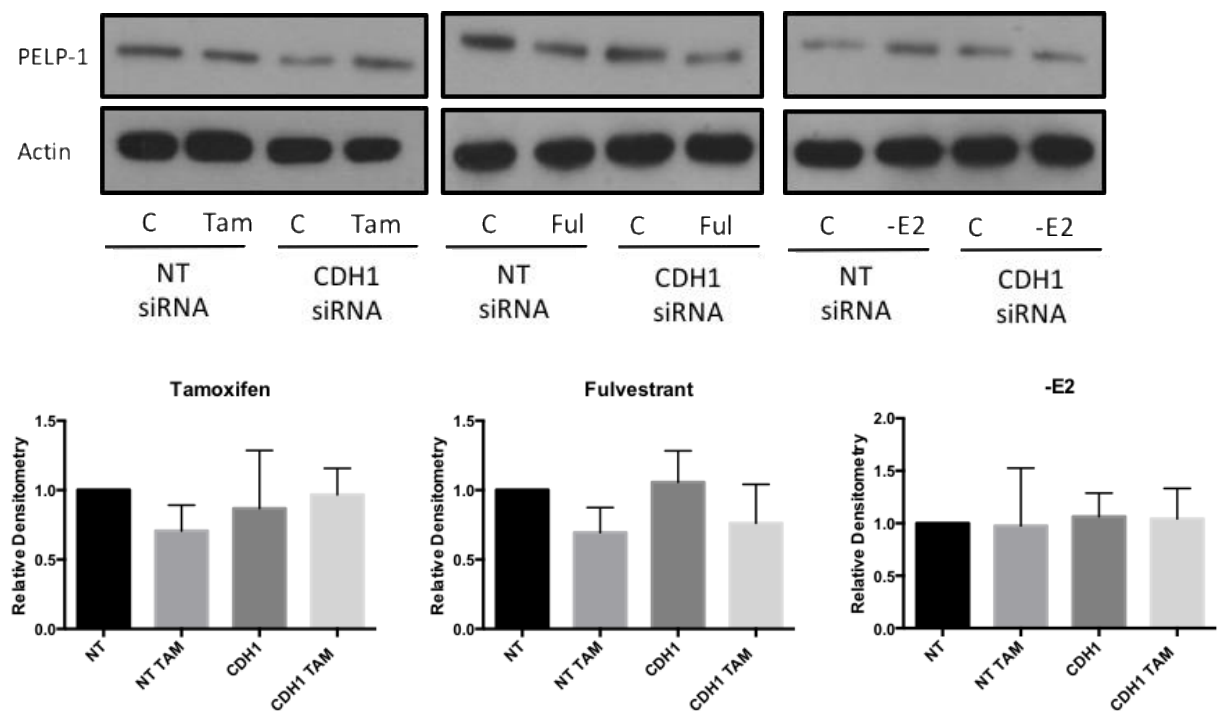 PELP-1
Actin
C Tam C Tam C Ful C Ful C -E2 C -E2
NT siRNA CDH1 siRNA NT siRNA CDH1 siRNA NT siRNA CDH1 siRNA
Tamoxifen
Relative Densitometry
1.5
1.0
0.5
0.0
NT
NT TAM
CDH1
CDH1 TAM
Fulvestrant
Relative Densitometry
1.5
1.0
0.5
0.0
NT
NT TAM
CDH1
CDH1 TAM
-E2
Relative Densitometry
2.0
1.5
1.0
0.5
0.0
NT
NT TAM
CDH1
CDH1 TAM